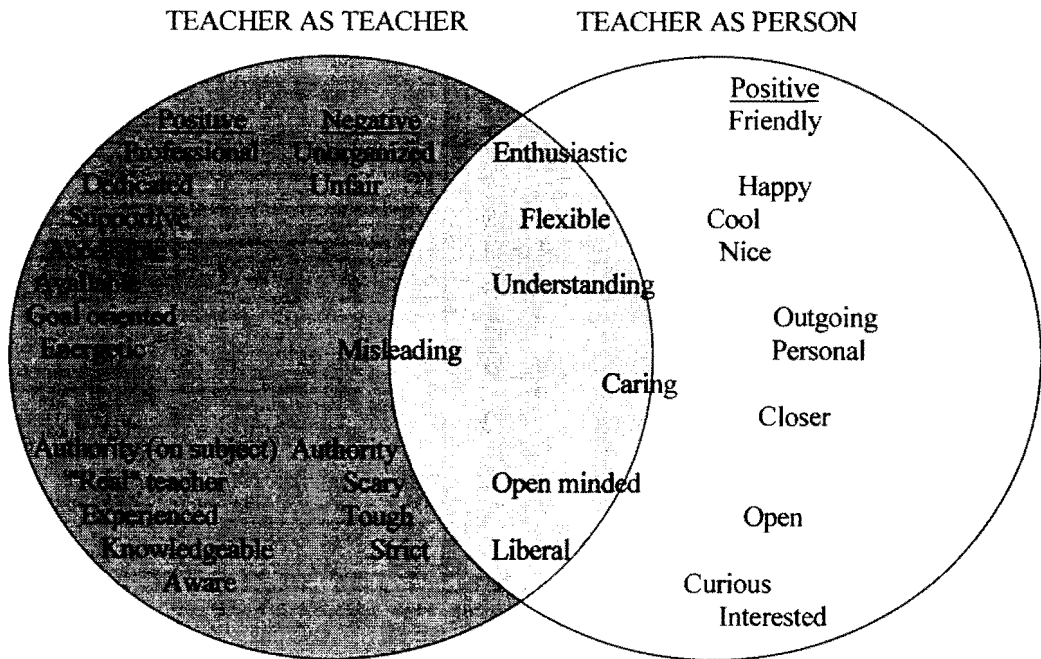 TEACHER AS TEACHER TEACHER AS PERSON
Positive Negative Positive
Friendly
Professional Unorganized Enthusiastic
Dedicated Unfair Happy
Supportive Flexible Cool
Nice
Understanding
Goal oriented Outgoing
Energetic Misleading Personal
Caring
Closer
Authority (on subject) Authority
"Real" teacher Scary Open minded
Experienced Tough Open
Knowledgeable Strict Liberal
Aware Curious
Interested